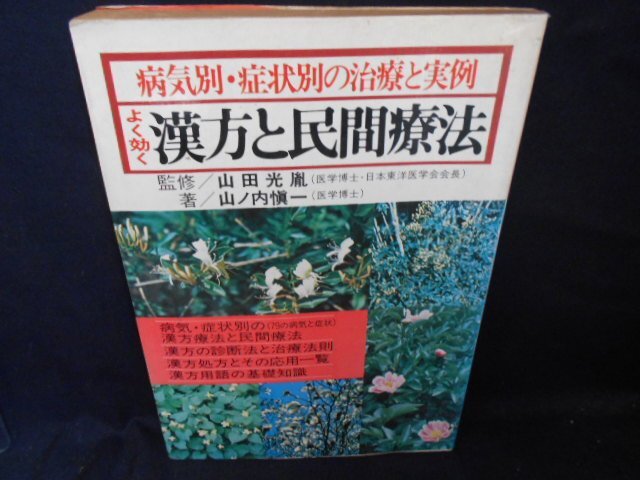 病気別・症状別の治療と実例
よく効く
漢方と民間療法
監修/山田光胤(医学博士・日本東洋医学会会長)
著/山ノ内愼一(医学博士)
病気・症状別の(79の病気と症状)
漢方療法と民間療法
漢方の診断法と治療法則
漢方処方とその応用一覧
漢方用語の基礎知識